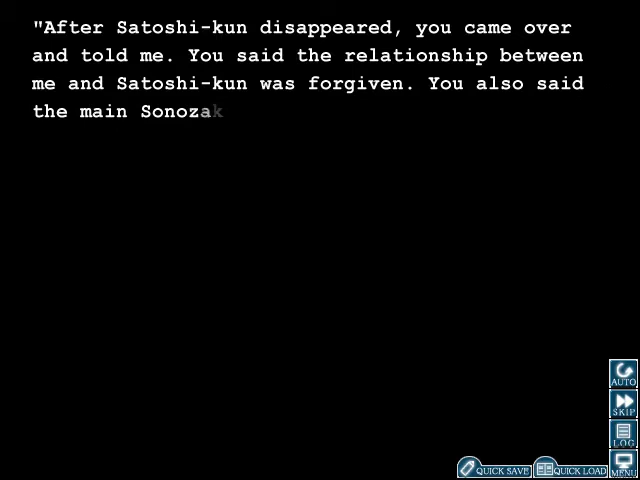 "After Satoshi-kun disappeared, you came over
and told me. You said the relationship between
me and Satoshi-kun was forgiven. You also said
the main Sonozak
AUTO
SKIP
LOG
QUICK SAVE QUICK LOAD MENU